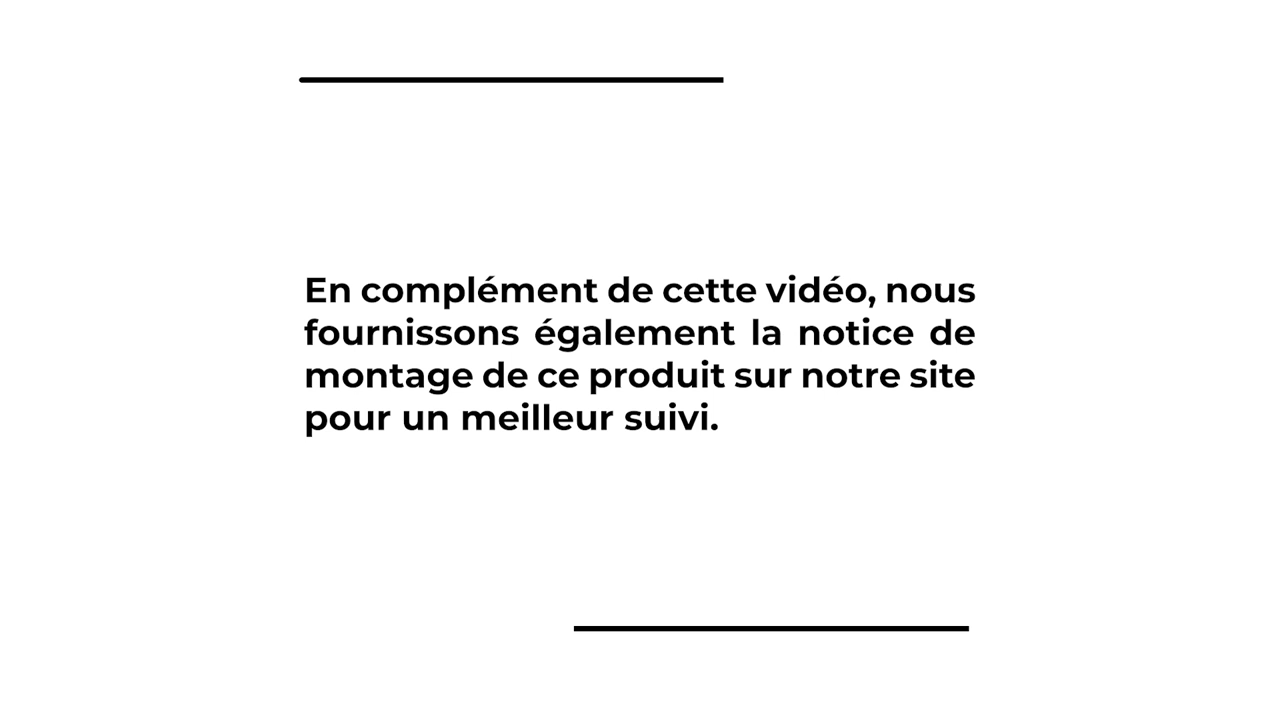 En complément de cette vidéo, nous
fournissons également la notice de
montage de ce produit sur notre site
pour un meilleur suivi.